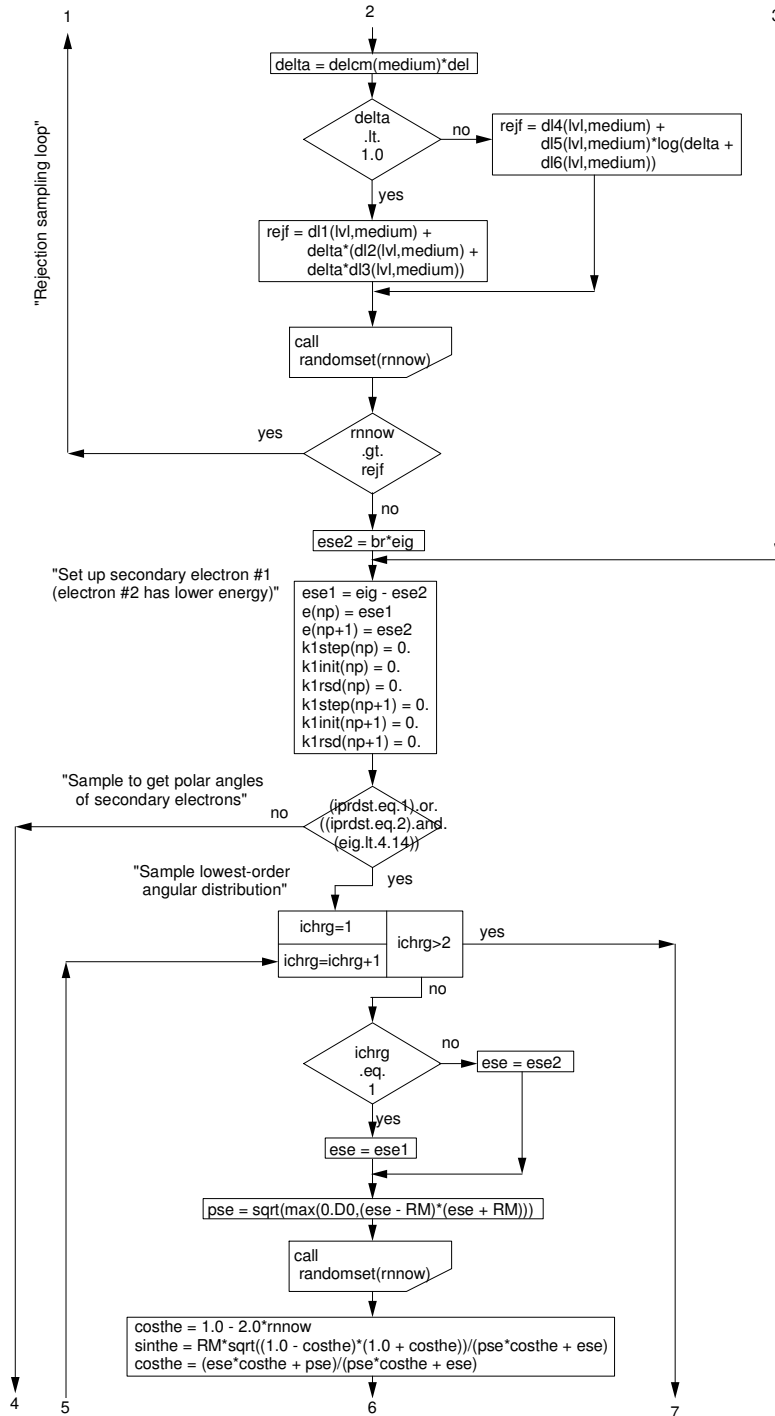 1
2
3
delta = delcm(medium)*del
delta
.lt.
1.0
no
rejf = dl4(lvl,medium) +
dl5(lvl,medium)*log(delta +
dl6(lvl,medium))
yes
"Rejection sampling loop"
rejf = dl1(lvl,medium) +
delta*(dl2(lvl,medium) +
delta*dl3(lvl,medium))
call
randomset(rnnow)
yes
rnnow
.gt.
rejf
no
ese2 = br*eig
"Set up secondary electron #1
(electron #2 has lower energy)"
ese1 = eig - ese2
e(np) = ese1
e(np+1) = ese2
k1step(np) = 0.
k1init(np) = 0.
k1rsd(np) = 0.
k1step(np+1) = 0.
k1init(np+1) = 0.
k1rsd(np+1) = 0.
"Sample to get polar angles
of secondary electrons"
no
(iprdst.eq.1).or.
((iprdst.eq.2).and.
(eig.lt.4.14))
yes
"Sample lowest-order
angular distribution"
ichrg=1
ichrg=ichrg+1
ichrg>2
yes
no
ichrg
.eq.
1
no
ese = ese2
yes
ese = ese1
pse = sqrt(max(0.D0,(ese - RM)*(ese + RM)))
call
randomset(rnnow)
costhe = 1.0 - 2.0*rnnow
sinthe = RM*sqrt((1.0 - costhe)*(1.0 + costhe))/(pse*costhe + ese)
costhe = (ese*costhe + pse)/(pse*costhe + ese)
4
5
6
7